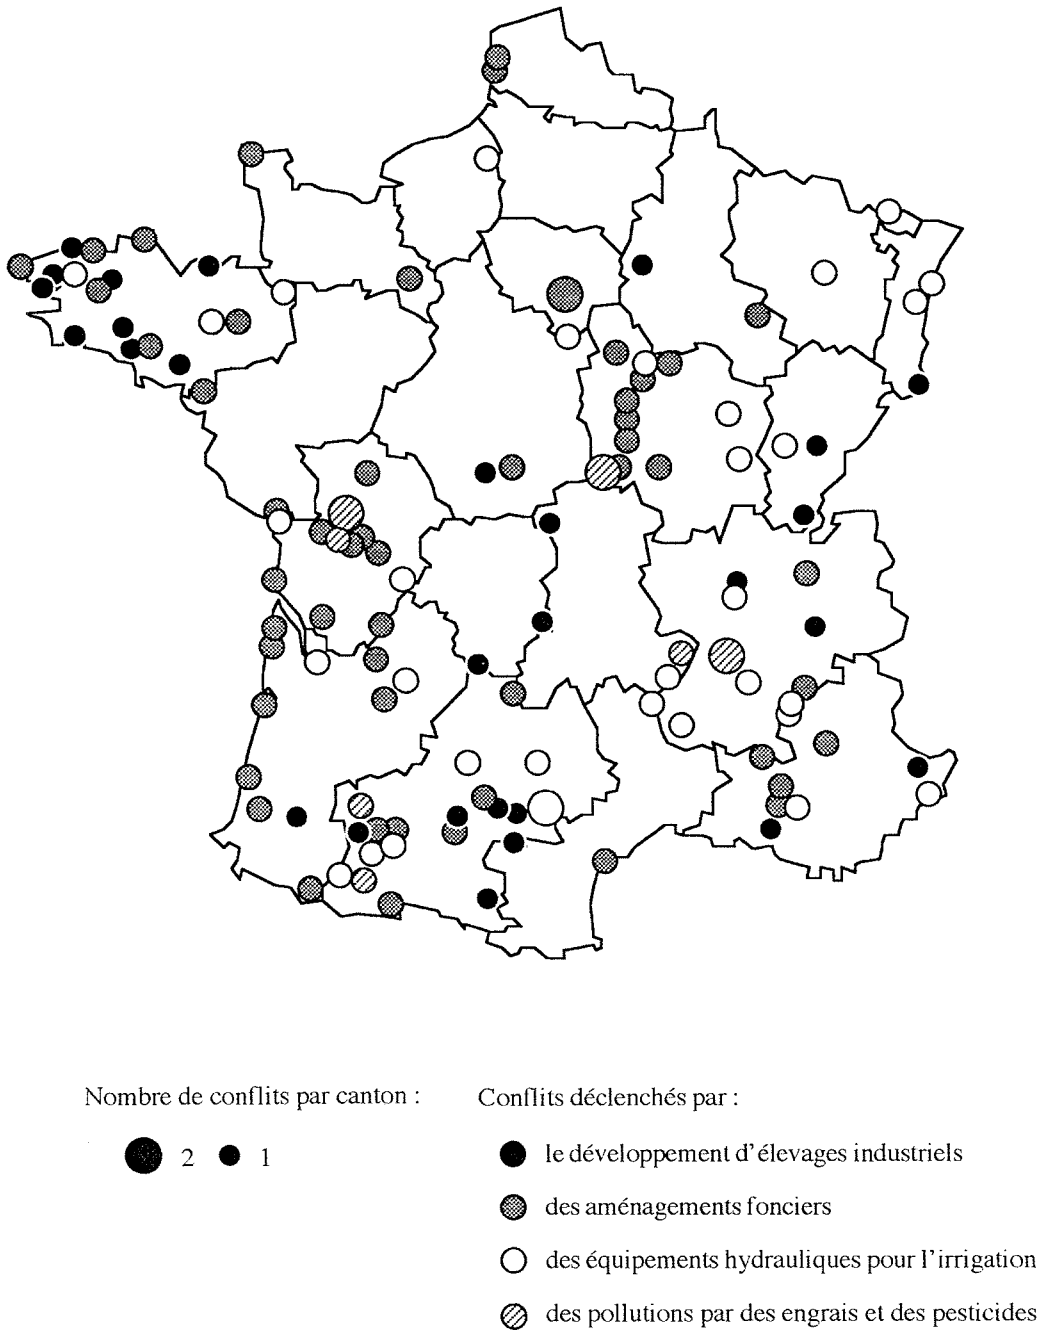 Nombre de conflits par canton :
2 1
Conflits déclenchés par :
le développement d'élevages industriels
des aménagements fonciers
des équipements hydrauliques pour l'irrigation
des pollutions par des engrais et des pesticides